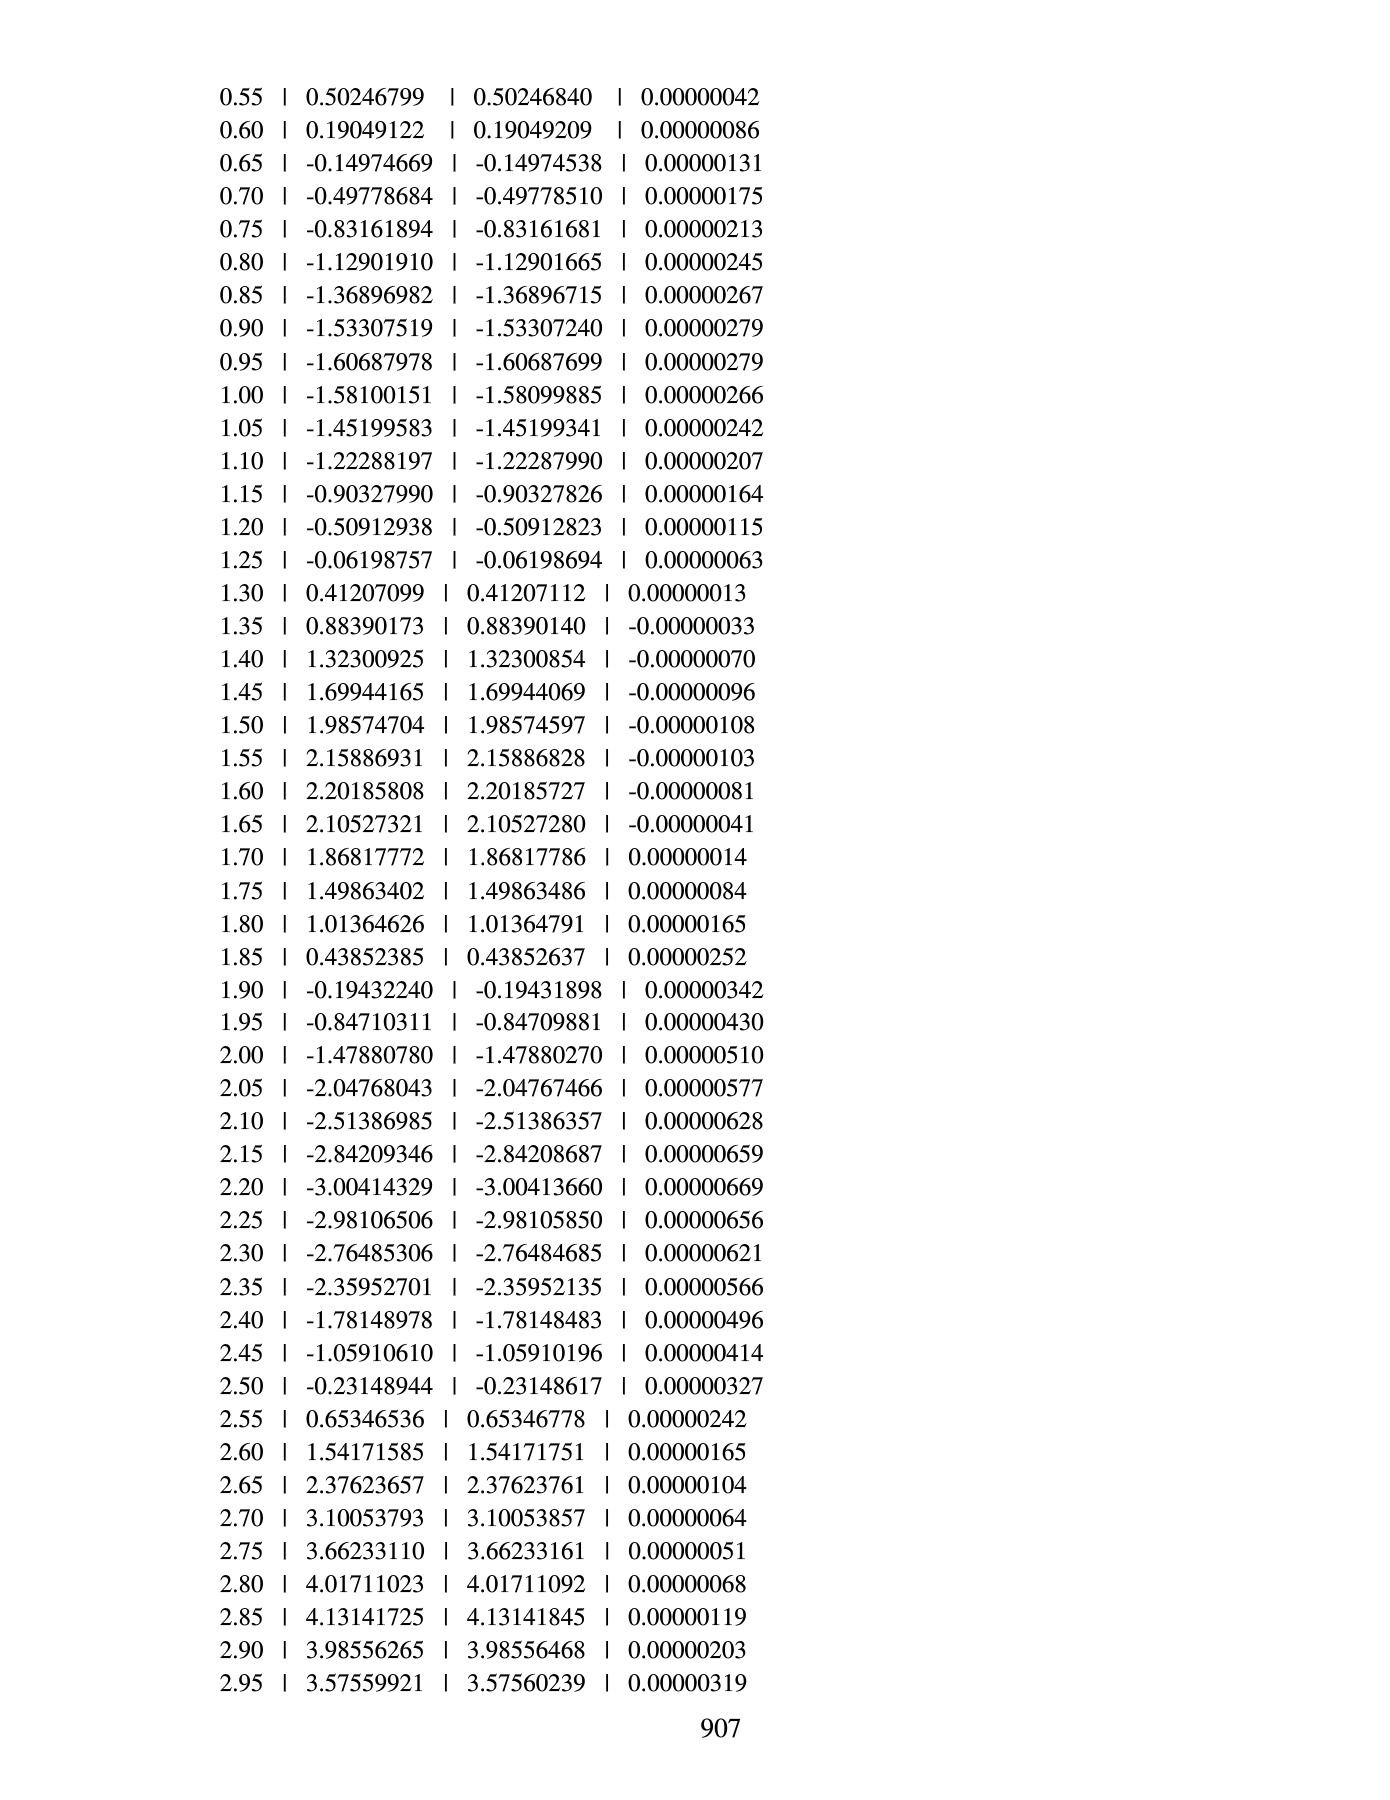 0.55 | 0.50246799 | 0.50246840 | 0.00000042
0.60 | 0.19049122 | 0.19049209 | 0.00000086
0.65 | -0.14974669 | -0.14974538 | 0.00000131
0.70 | -0.49778684 | -0.49778510 | 0.00000175
0.75 | -0.83161894 | -0.83161681 | 0.00000213
0.80 | -1.12901910 | -1.12901665 | 0.00000245
0.85 | -1.36896982 | -1.36896715 | 0.00000267
0.90 | -1.53307519 | -1.53307240 | 0.00000279
0.95 | -1.60687978 | -1.60687699 | 0.00000279
1.00 | -1.58100151 | -1.58099885 | 0.00000266
1.05 | -1.45199583 | -1.45199341 | 0.00000242
1.10 | -1.22288197 | -1.22287990 | 0.00000207
1.15 | -0.90327990 | -0.90327826 | 0.00000164
1.20 | -0.50912938 | -0.50912823 | 0.00000115
1.25 | -0.06198757 | -0.06198694 | 0.00000063
1.30 | 0.41207099 | 0.41207112 | 0.00000013
1.35 | 0.88390173 | 0.88390140 | -0.00000033
1.40 | 1.32300925 | 1.32300854 | -0.00000070
1.45 | 1.69944165 | 1.69944069 | -0.00000096
1.50 | 1.98574704 | 1.98574597 | -0.00000108
1.55 | 2.15886931 | 2.15886828 | -0.00000103
1.60 | 2.20185808 | 2.20185727 | -0.00000081
1.65 | 2.10527321 | 2.10527280 | -0.00000041
1.70 | 1.86817772 | 1.86817786 | 0.00000014
1.75 | 1.49863402 | 1.49863486 | 0.00000084
1.80 | 1.01364626 | 1.01364791 | 0.00000165
1.85 | 0.43852385 | 0.43852637 | 0.00000252
1.90 | -0.19432240 | -0.19431898 | 0.00000342
1.95 | -0.84710311 | -0.84709881 | 0.00000430
2.00 | -1.47880780 | -1.47880270 | 0.00000510
2.05 | -2.04768043 | -2.04767466 | 0.00000577
2.10 | -2.51386985 | -2.51386357 | 0.00000628
2.15 | -2.84209346 | -2.84208687 | 0.00000659
2.20 | -3.00414329 | -3.00413660 | 0.00000669
2.25 | -2.98106506 | -2.98105850 | 0.00000656
2.30 | -2.76485306 | -2.76484685 | 0.00000621
2.35 | -2.35952701 | -2.35952135 | 0.00000566
2.40 | -1.78148978 | -1.78148483 | 0.00000496
2.45 | -1.05910610 | -1.05910196 | 0.00000414
2.50 | -0.23148944 | -0.23148617 | 0.00000327
2.55 | 0.65346536 | 0.65346778 | 0.00000242
2.60 | 1.54171585 | 1.54171751 | 0.00000165
2.65 | 2.37623657 | 2.37623761 | 0.00000104
2.70 | 3.10053793 | 3.10053857 | 0.00000064
2.75 | 3.66233110 | 3.66233161 | 0.00000051
2.80 | 4.01711023 | 4.01711092 | 0.00000068
2.85 | 4.13141725 | 4.13141845 | 0.00000119
2.90 | 3.98556265 | 3.98556468 | 0.00000203
2.95 | 3.57559921 | 3.57560239 | 0.00000319
907